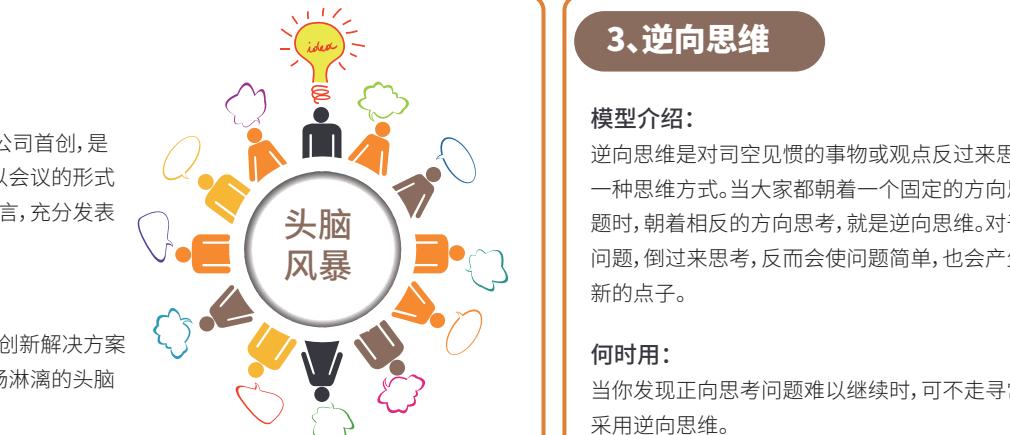 公司首创，是
以会议的形式
言，充分发表
创新解决方案
畅淋漓的头脑
idea
头脑
风暴
3、逆向思维
模型介绍：
逆向思维是对司空见惯的事物或观点反过来思
一种思维方式。当大家都朝着一个固定的方向
题时，朝着相反的方向思考，就是逆向思维。对
问题，倒过来思考，反而会使问题简单，也会产
新的点子。
何时用：
当你发现正向思考问题难以继续时，可不走寻
采用逆向思维。